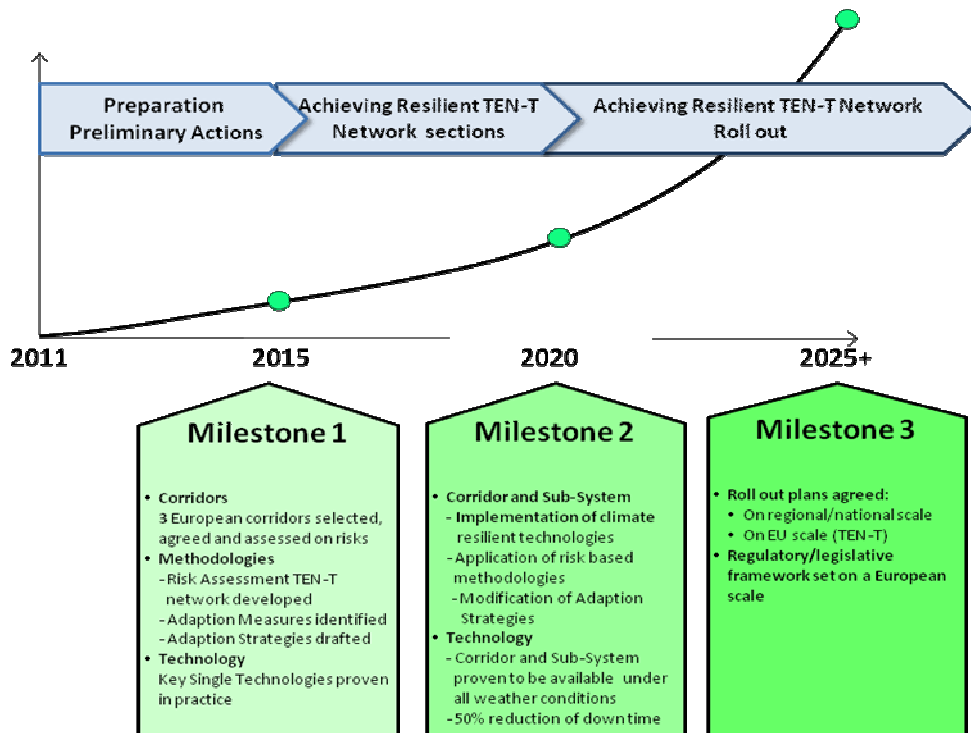 Preparation
Preliminary Actions
Achieving Resilient TEN-T
Network sections
Achieving Resilient TEN-T Network
Roll out
2011
2015
2020
2025+
Milestone 1
• Corridors
3 European corridors selected,
agreed and assessed on risks
• Methodologies
- Risk Assessment TEN-T
network developed
- Adaption Measures identified
- Adaption Strategies drafted
• Technology
Key Single Technologies proven
in practice
Milestone 2
• Corridor and Sub-System
- Implementation of climate
resilient technologies
- Application of risk based
methodologies
- Modification of Adaption
Strategies
• Technology
- Corridor and Sub-System
proven to be available under
all weather conditions
- 50% reduction of down time
Milestone 3
• Roll out plans agreed:
• On regional/national scale
• On EU scale (TEN-T)
• Regulatory/legislative
framework set on a European
scale